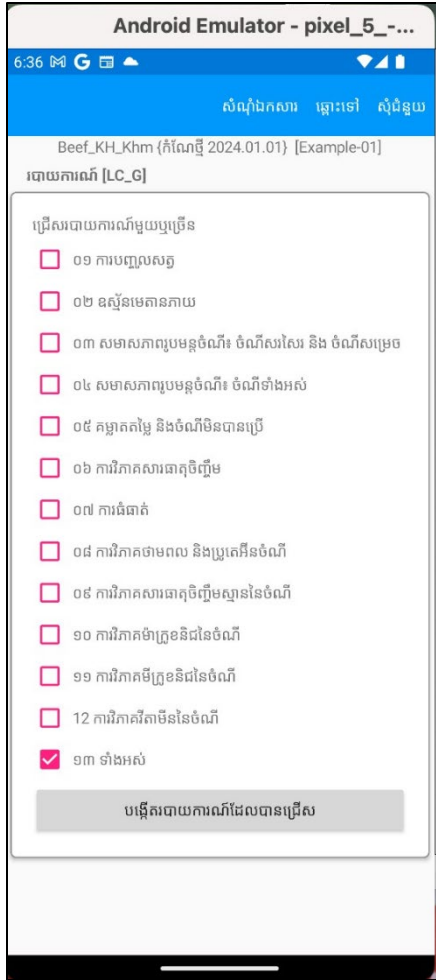 Android Emulator - pixel_5_-...
6:36
សំណុំឯកសារ ឆ្ពោះទៅ សុំជំនួយ
Beef_KH_Khm {កំណែថ្មី 2024.01.01} [Example-01]
របាយការណ៍ [LC_G]
ជ្រើសរបាយការណ៍មួយឬច្រើន
០១ ការបញ្ចូលសត្វ
០២ ឧស្ម័នមេតានភាយ
០៣ សមាសភាពរូបមន្តចំណី៖ ចំណីសរសៃរ និង ចំណីសម្រេច
០៤ សមាសភាពរូបមន្តចំណី៖ ចំណីទាំងអស់
០៥ គម្លាតតម្លៃ និងចំណីមិនបានប្រើ
០៦ ការវិភាគសារធាតុចិញ្ចឹម
០៧ ការធំធាត់
០៨ ការវិភាគថាមពល និងប្រូតេអ៊ីនចំណី
០៩ ការវិភាគសារធាតុចិញ្ចឹមស្មាននៃចំណី
១០ ការវិភាគម៉ាក្រូខនិជនៃចំណី
១១ ការវិភាគមីក្រូខនិជនៃចំណី
12 ការវិភាគវីតាមីននៃចំណី
១៣ ទាំងអស់
បង្កើតរបាយការណ៍ដែលបានជ្រើស